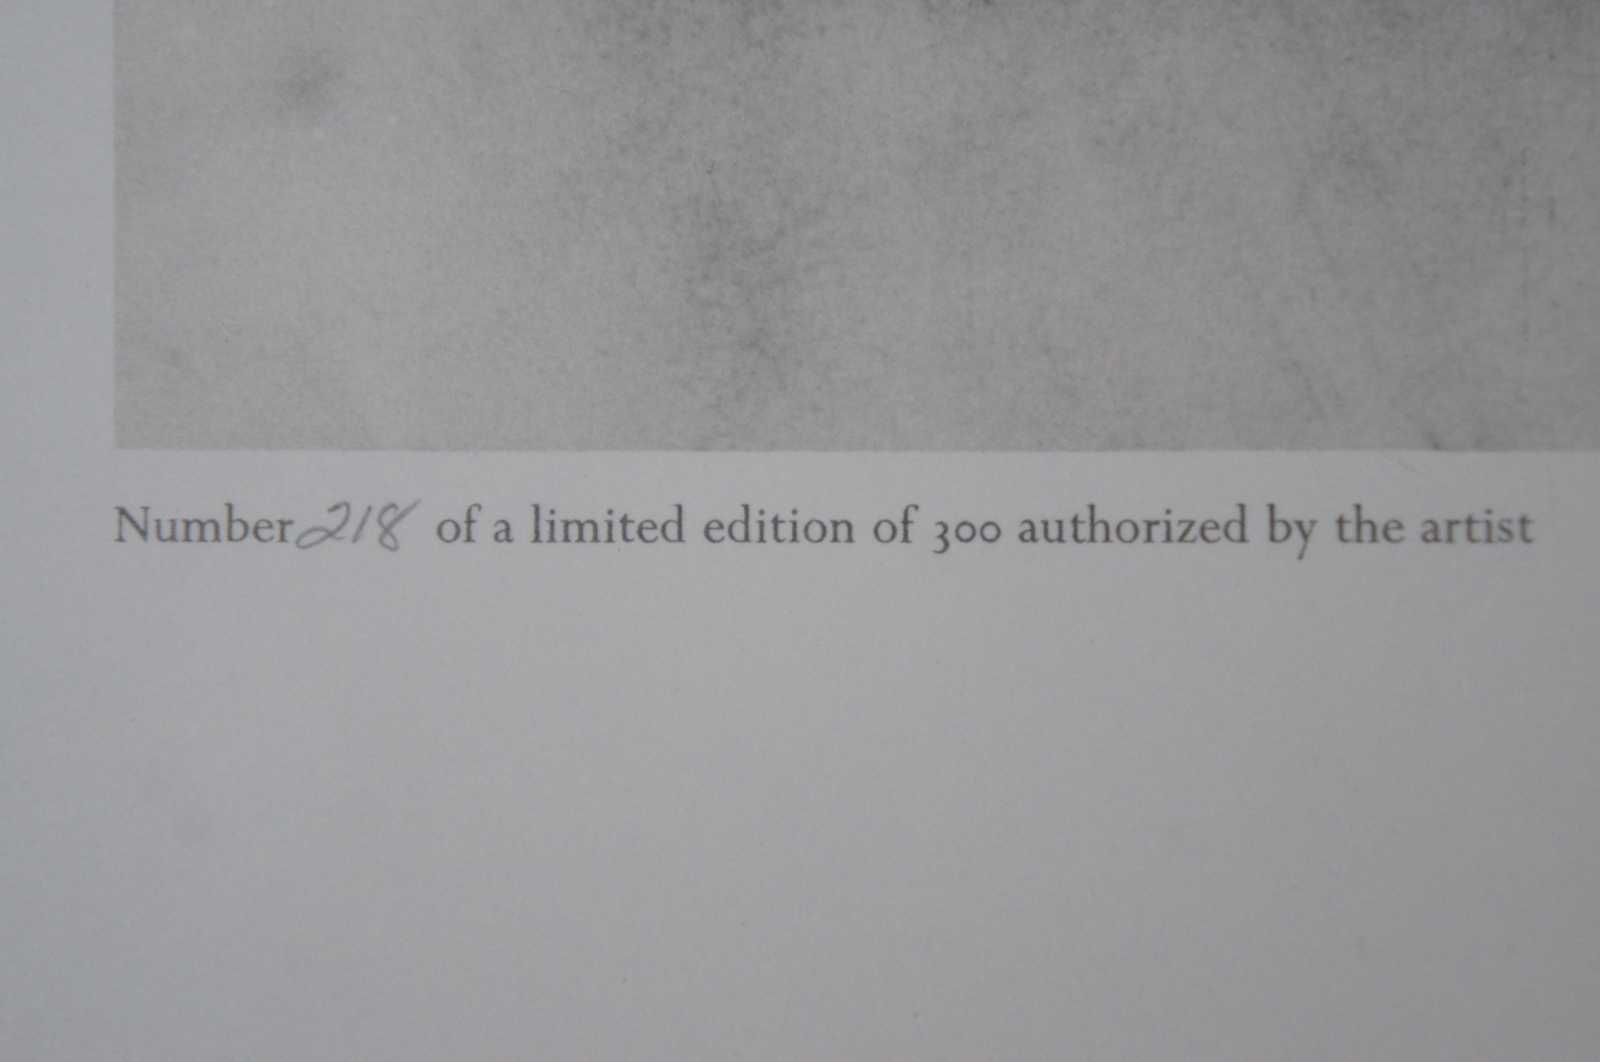 Number 218 of a limited edition of 300 authorized by the artist